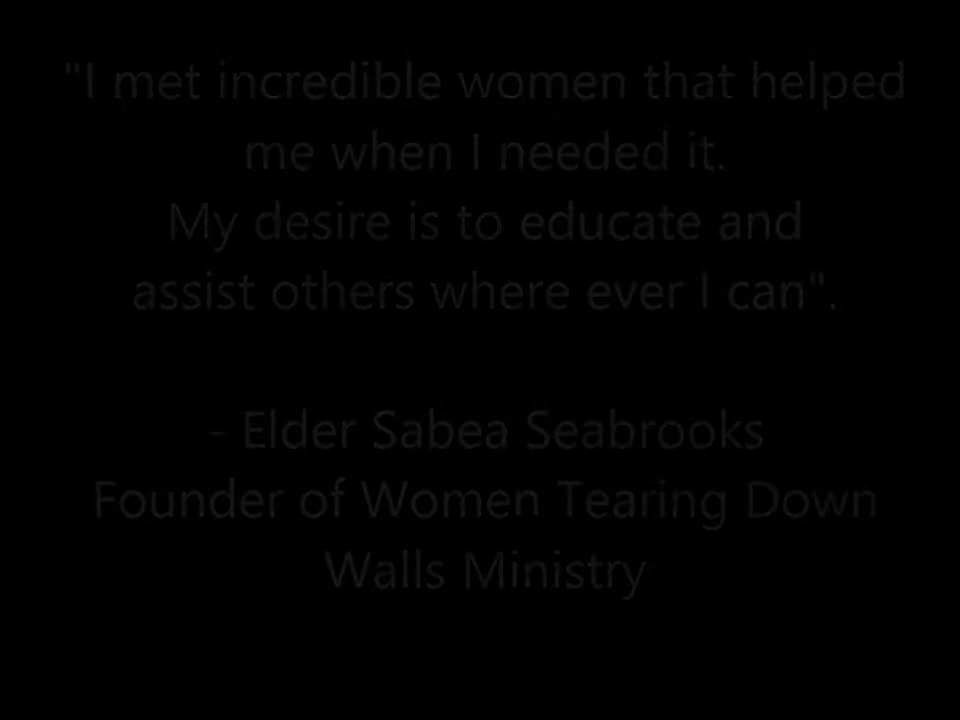 "I met incredible women that helped
me when I needed it.
My desire is to educate and
assist others where ever I can".
- Elder Sabea Seabrooks
Founder of Women Tearing Down
Walls Ministry